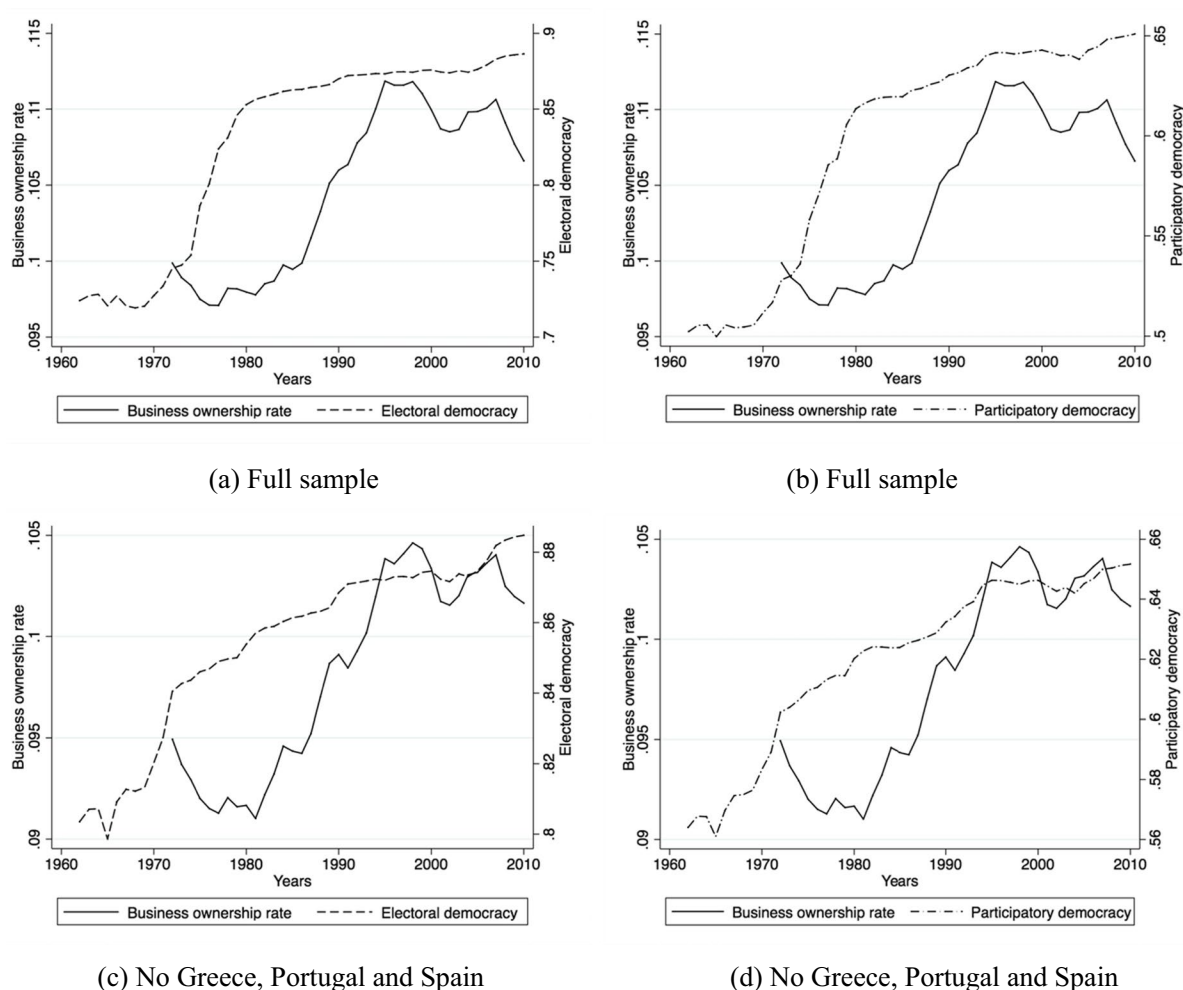 .115
.11
.105
.1
.095
Business ownership rate
.9
.85
.8
.75
.7
Electoral democracy
1960 1970 1980 1990 2000 2010
Years
Business ownership rate Electoral democracy
(a) Full sample
.115
.11
.105
.1
.095
Business ownership rate
.65
.6
.55
.5
Participatory democracy
1960 1970 1980 1990 2000 2010
Years
Business ownership rate Participatory democracy
(b) Full sample
.105
.1
.095
.09
Business ownership rate
.88
.86
.84
.82
.8
Electoral democracy
1960 1970 1980 1990 2000 2010
Years
Business ownership rate Electoral democracy
(c) No Greece, Portugal and Spain
.105
.1
.095
.09
Business ownership rate
.66
.64
.62
.6
.58
.56
Participatory democracy
1960 1970 1980 1990 2000 2010
Years
Business ownership rate Participatory democracy
(d) No Greece, Portugal and Spain